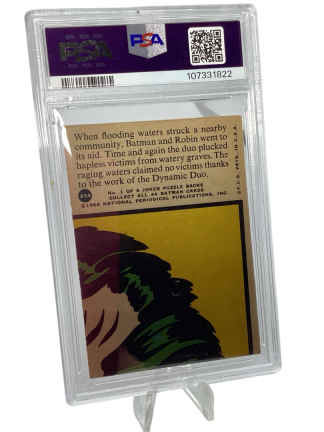 PSA
PSA
107331822
When flooding waters struck a nearby
community, Batman and Robin went to
its aid. Time and again the duo plucked
hapless victims from watery graves. The
raging waters claimed no victims thanks
to the work of the Dynamic Duo.
No. 1 OF 6 JOKER PUZZLE BACKS
COLLECT ALL 44 BATMAN CARDS
©1966 NATIONAL PERIODICAL PUBLICATIONS, INC.